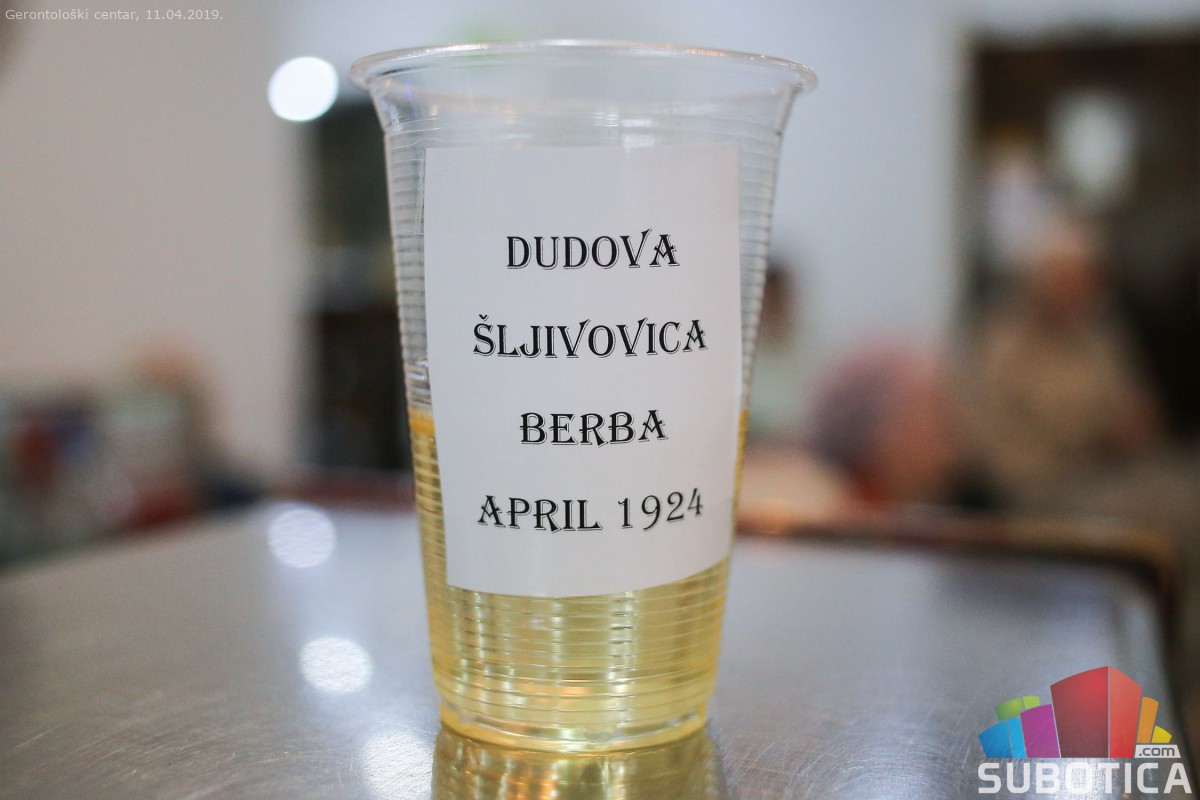 Gerontološki centar, 11.04.2019.
DUDOVA
ŠLJIVOVICA
BERBA
APRIL 1924
.com
SUBOTICA